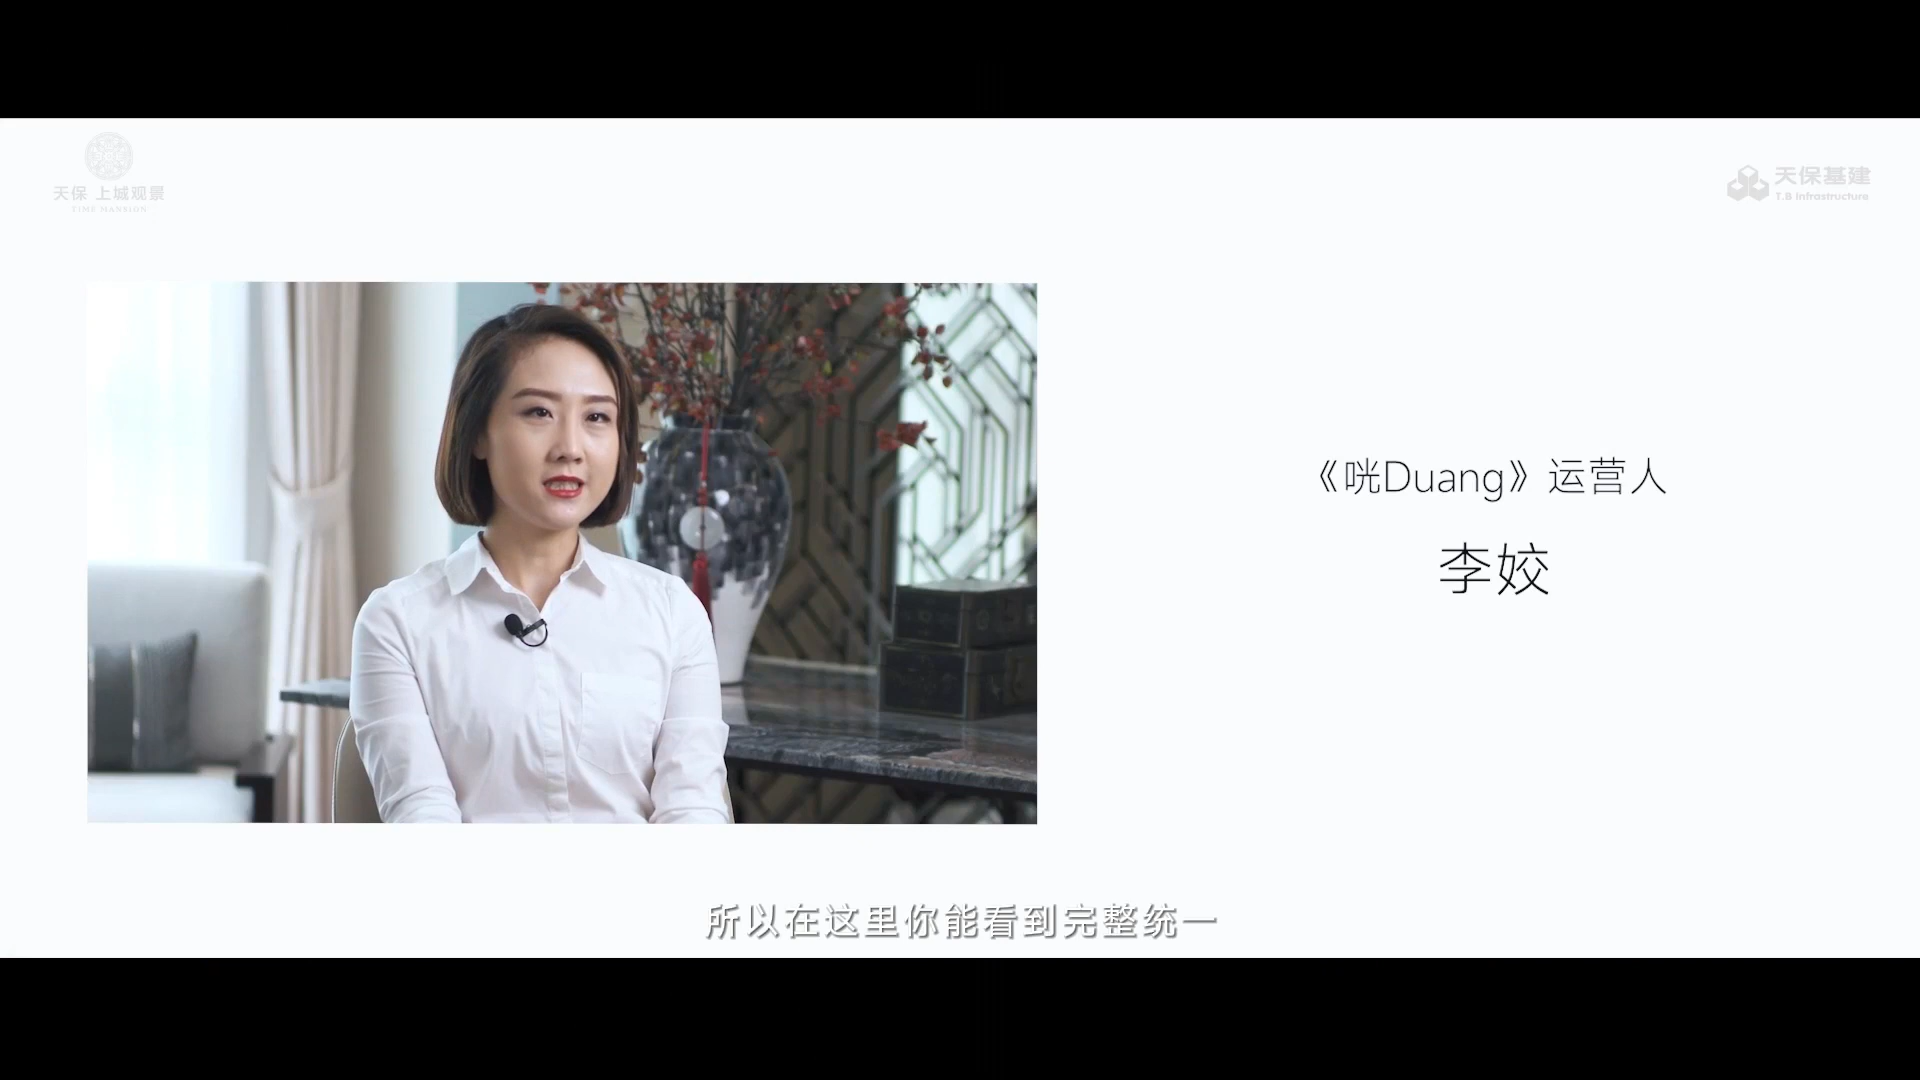 天保 上城观景
TIME MANSION
天保基建
T.B infrastructure
《咣Duang》运营人
李姣
所以在这里你能看到完整统一